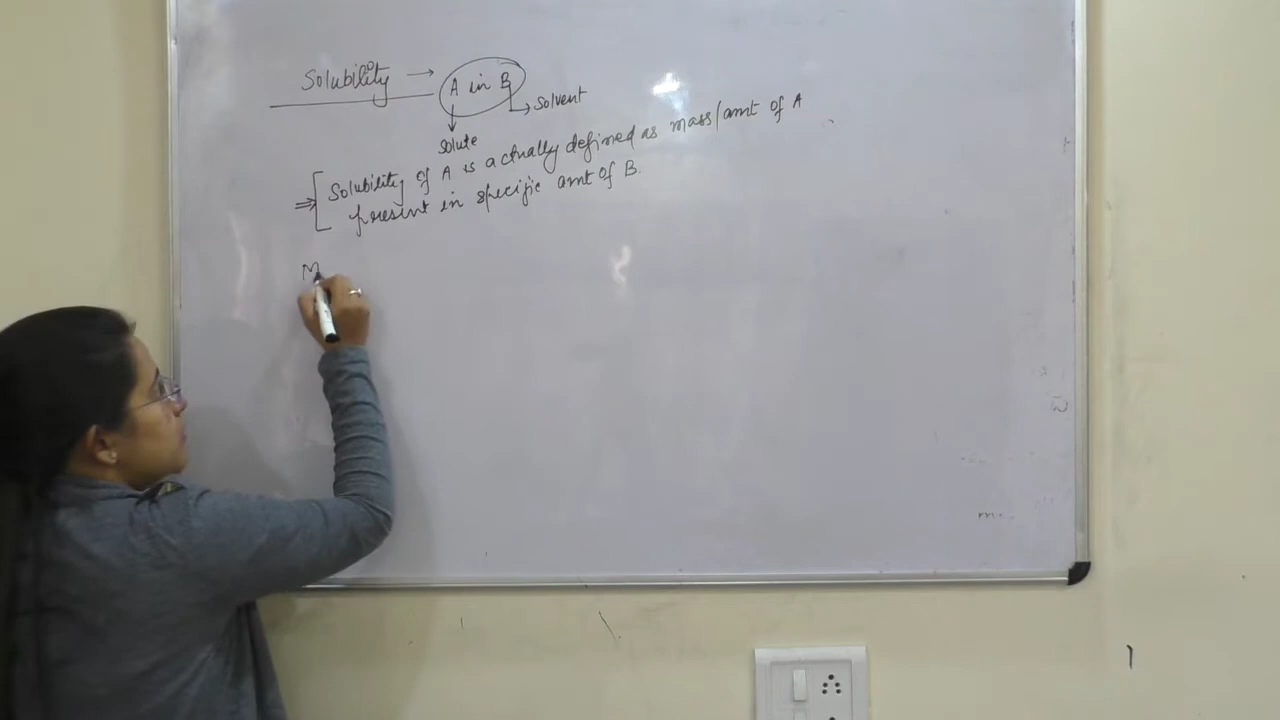 Solubility → A in B
→ Solvent
Solute
⇒ [ Solubility of A is actually defined as mass/amt of A
present in specific amt of B.
M